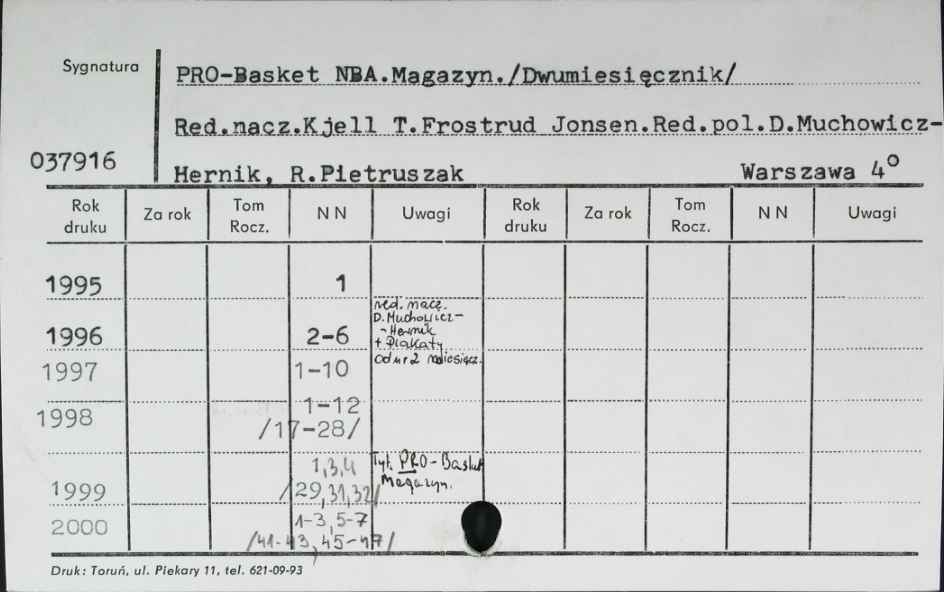 Sygnatura
PRO-Basket NBA.Magazyn./Dwumiesięcznik/
Red.nacz.Kjell T.Frostrud Jonsen.Red.pol.D.Muchowicz-
037916
Hernik, R.Pietruszak Warszawa 4°
Rok druku Za rok Tom Rocz. NN Uwagi Rok druku Za rok Tom Rocz. NN Uwagi
1995 1
red. nacz.
D. Muchowicz-
1996 2-6 -Hernik
+ Plakaty
od nr 2 miesięcz.
1997 1-10
1998 1-12
/17-28/
1,3,4 Tyt. PRO-Basket
1999 /29,31,32/ Magazyn.
2000 1-3, 5-7
/41-43, 45-47/
Druk: Toruń, ul. Piekary 11, tel. 621-09-93